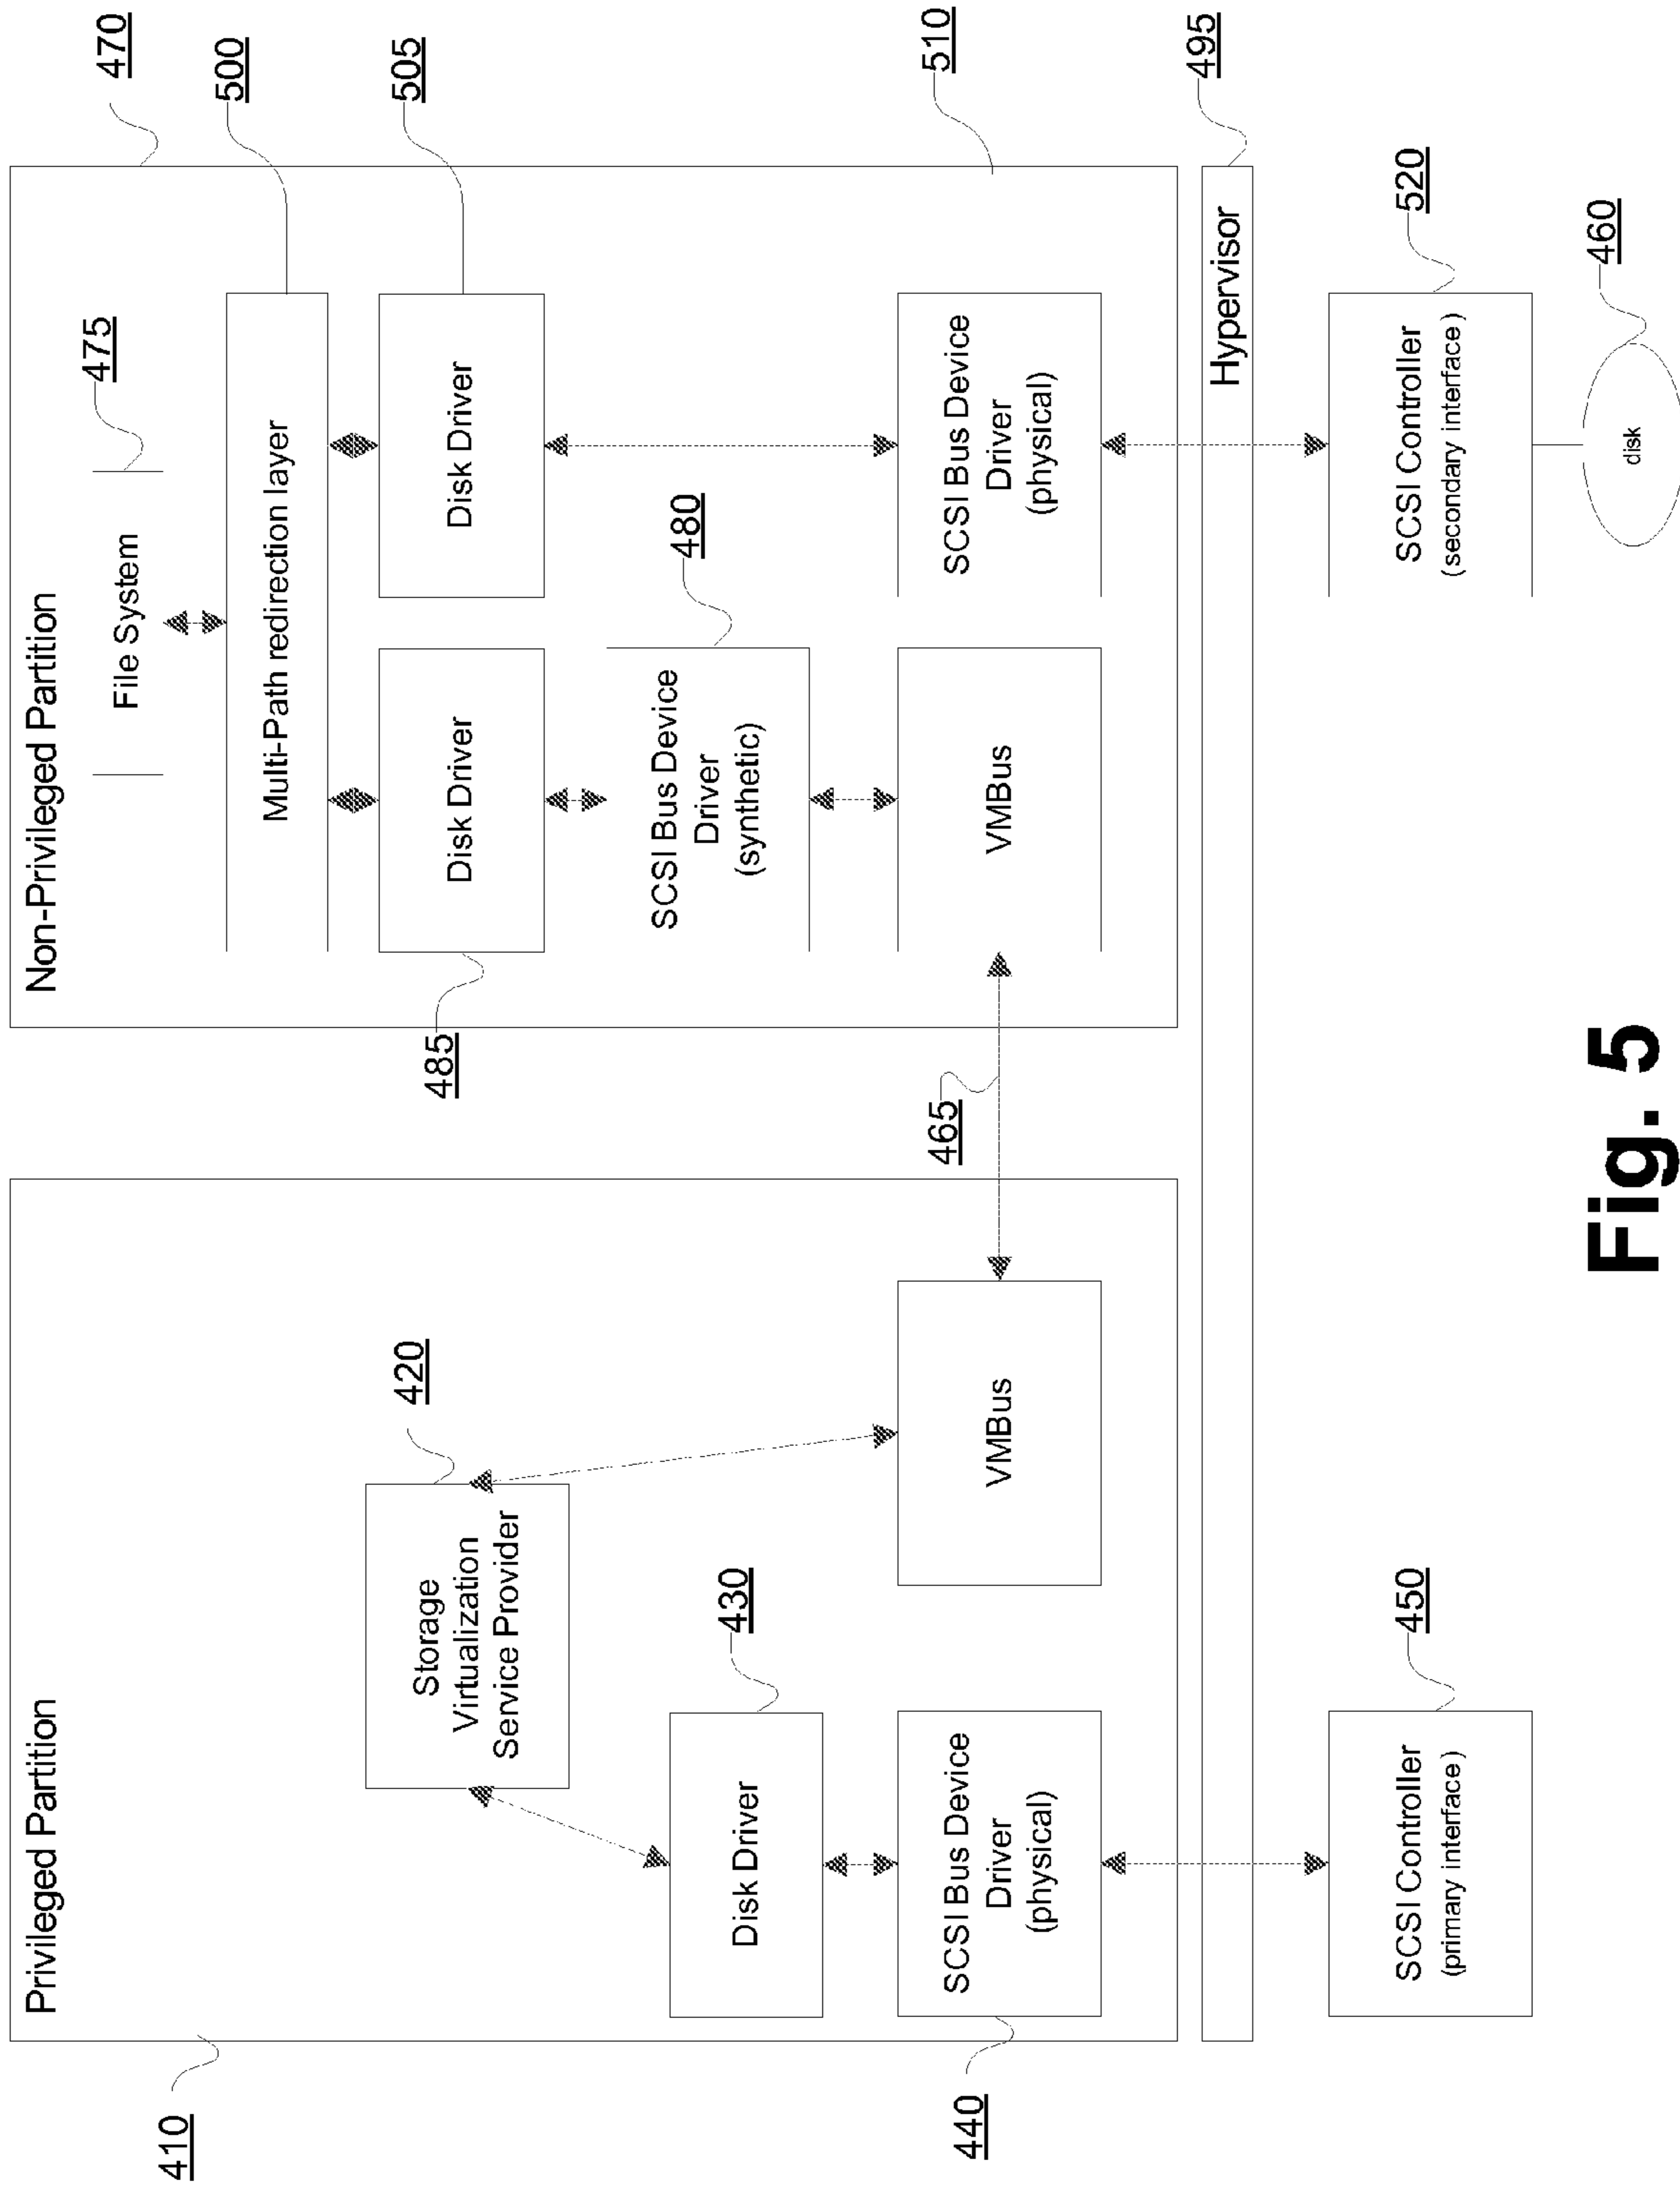 Privileged Partition
Non-Privileged Partition
470
File System
475
500
Multi-Path redirection layer
505
420
Storage
Virtualization
Service Provider
485
Disk Driver
Disk Driver
430
Disk Driver
480
SCSI Bus Device
Driver
(synthetic)
410
440
SCSI Bus Device
Driver
(physical)
VMBus
465
VMBus
SCSI Bus Device
Driver
(physical)
510
Hypervisor
495
450
SCSI Controller
(primary interface)
SCSI Controller
(secondary interface)
520
disk
460
Fig. 5